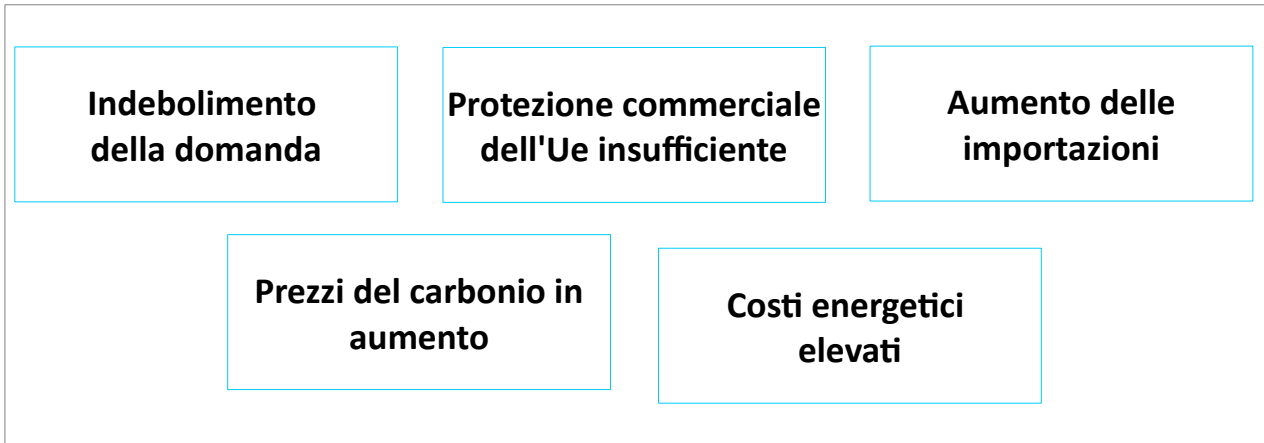 Indebolimento
della domanda
Protezione commerciale
dell'Ue insufficiente
Aumento delle
importazioni
Prezzi del carbonio in
aumento
Costi energetici
elevati